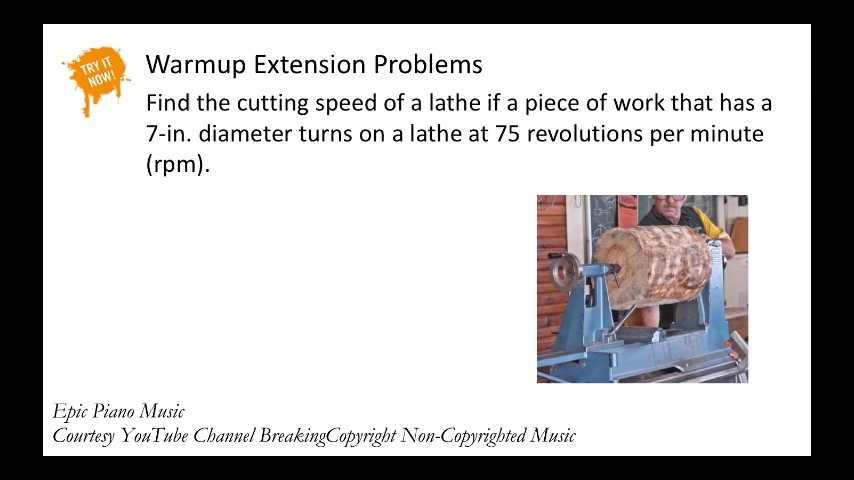 TRY IT
NOW!
Warmup Extension Problems
Find the cutting speed of a lathe if a piece of work that has a
7-in. diameter turns on a lathe at 75 revolutions per minute
(rpm).
Epic Piano Music
Courtesy YouTube Channel BreakingCopyright Non-Copyrighted Music